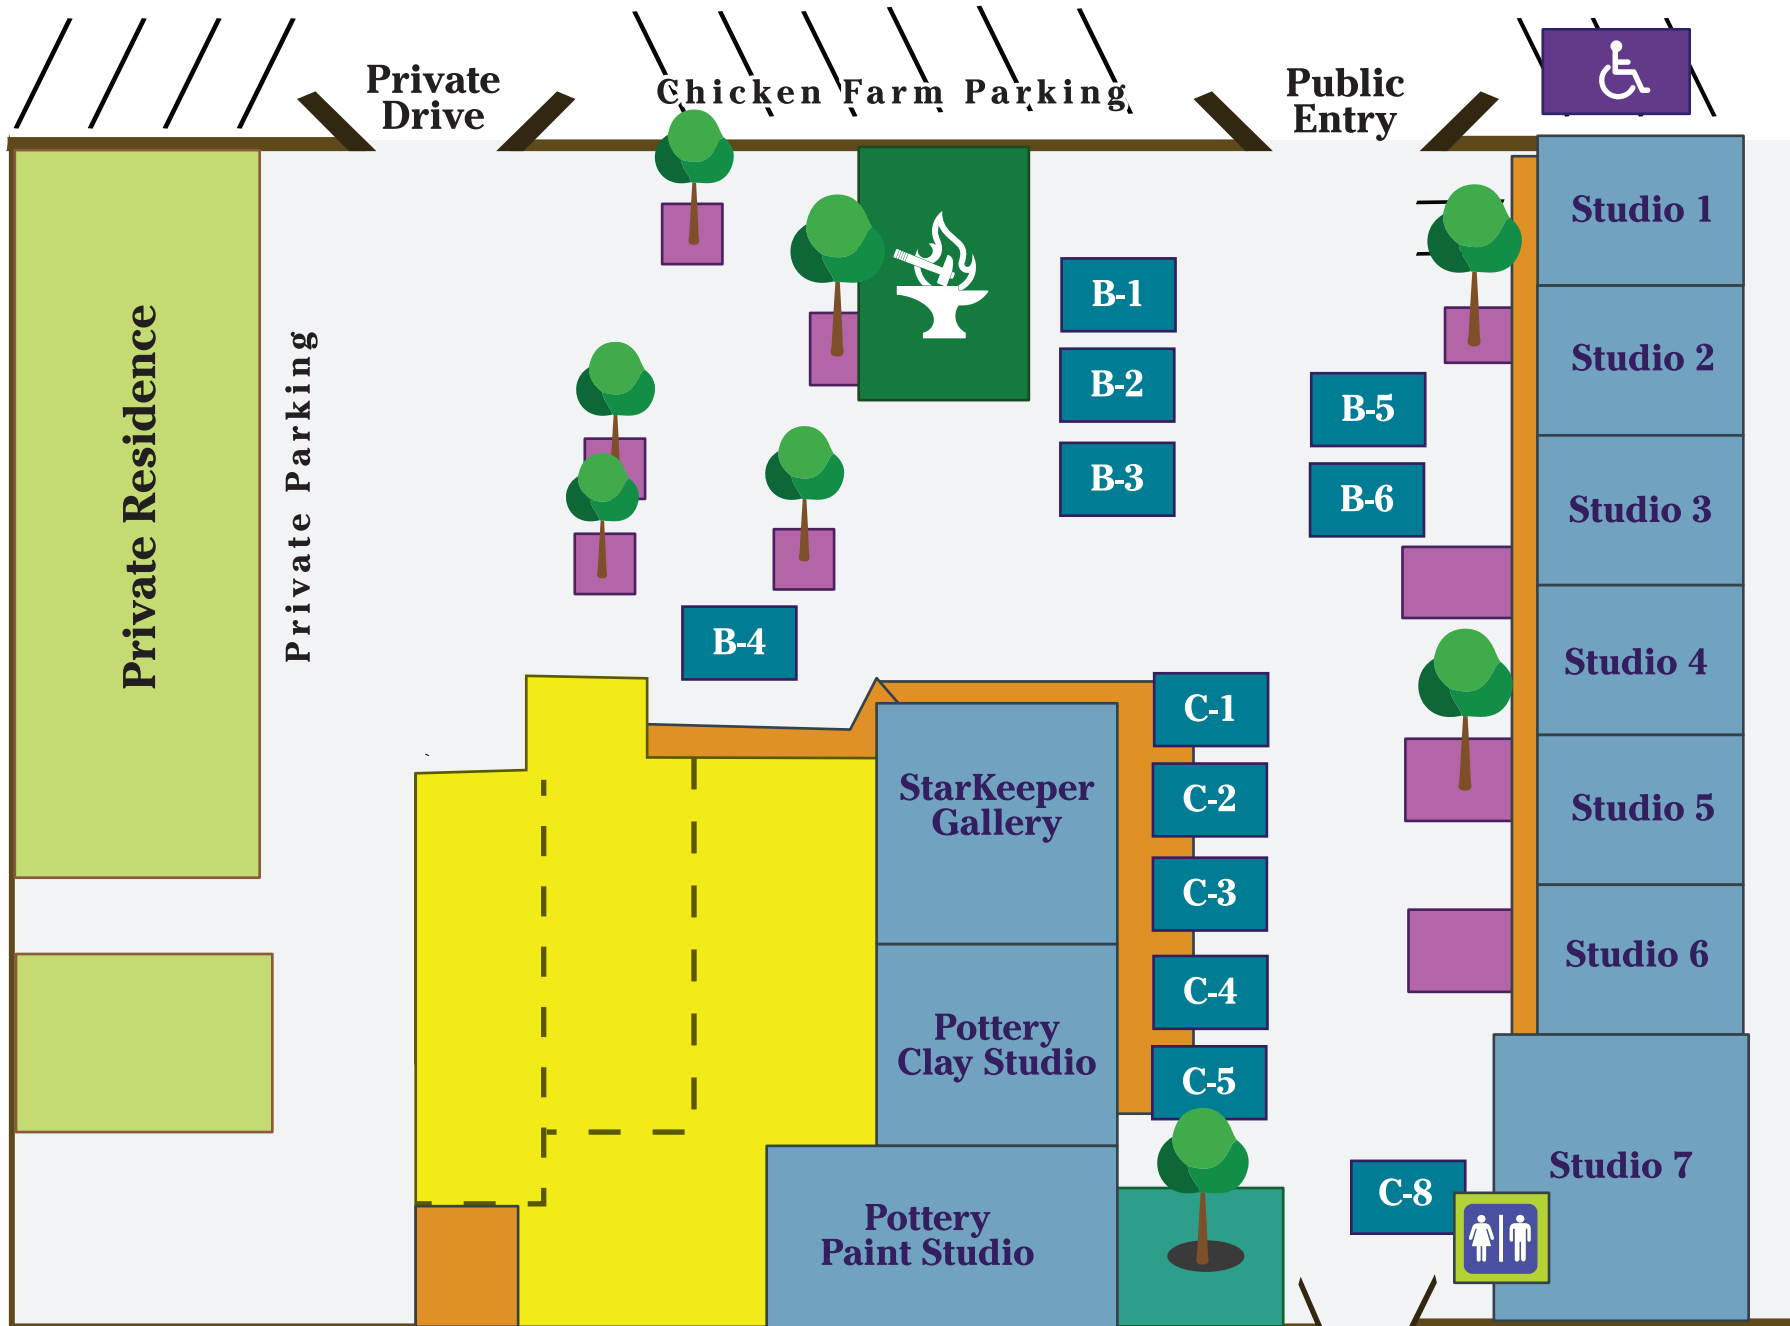 Private
Drive
Chicken Farm Parking
Public
Entry
Studio 1
Studio 2
Studio 3
Studio 4
Studio 5
Studio 6
Studio 7
Private Residence
Private Parking
B-1
B-2
B-3
B-5
B-6
B-4
C-1
C-2
C-3
C-4
C-5
C-8
StarKeeper
Gallery
Pottery
Clay Studio
Pottery
Paint Studio